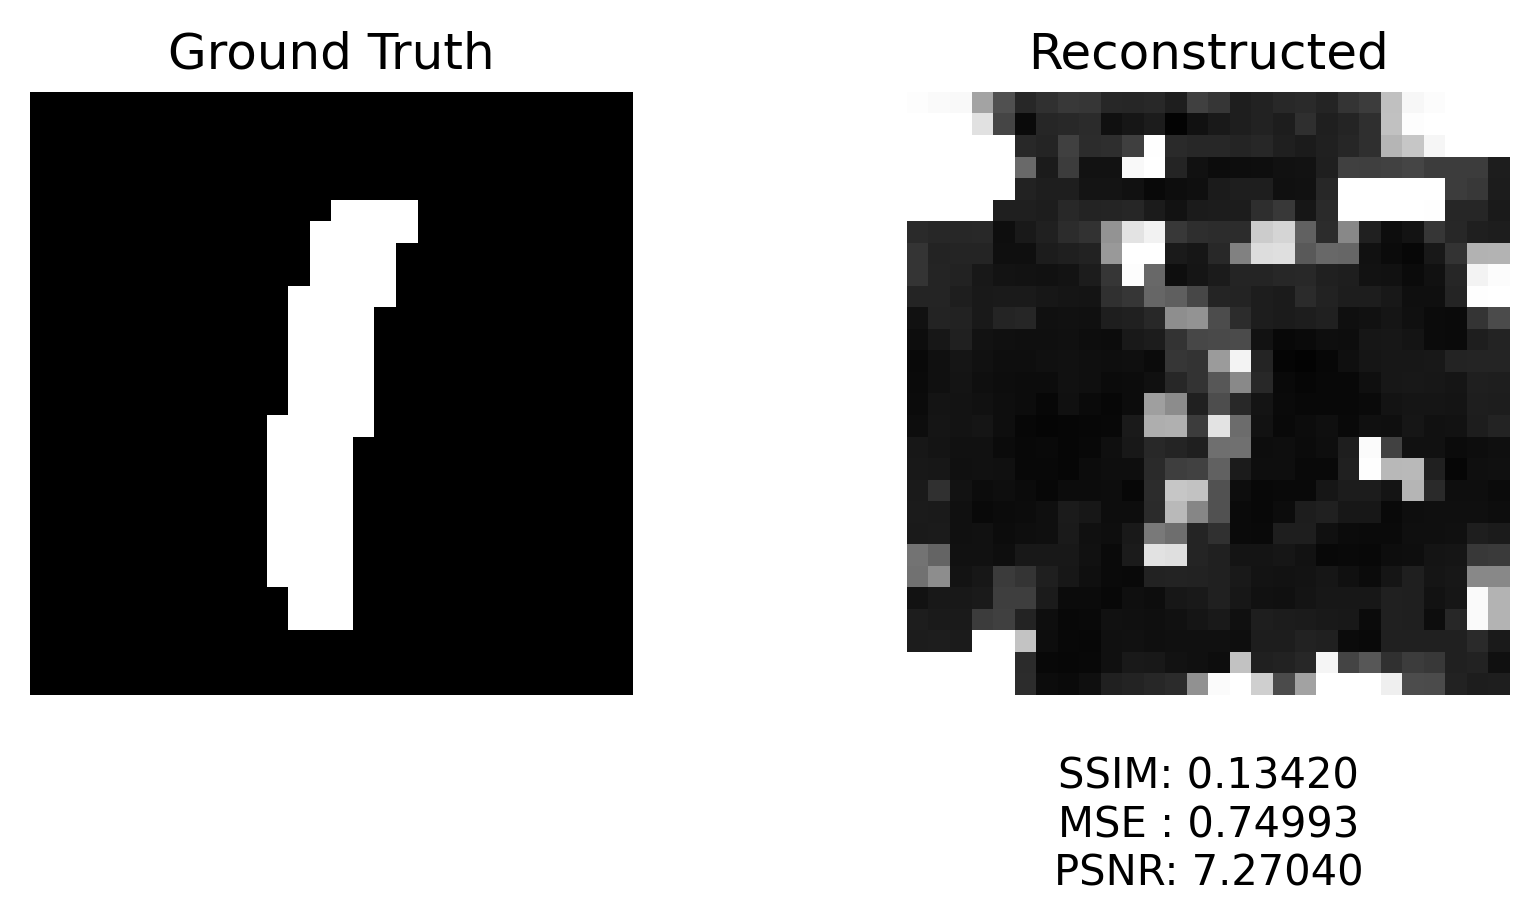 Ground Truth
Reconstructed
SSIM: 0.13420
MSE : 0.74993
PSNR: 7.27040